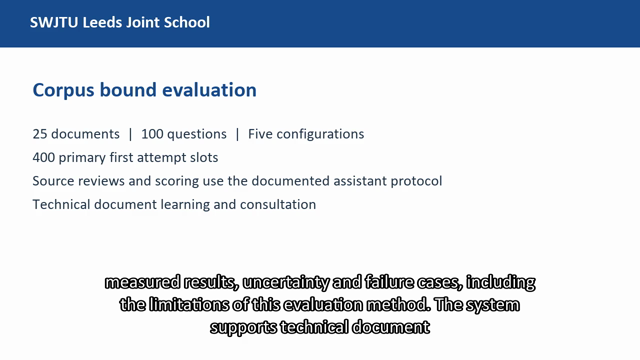 SWJTU Leeds Joint School
Corpus bound evaluation
25 documents | 100 questions | Five configurations
400 primary first attempt slots
Source reviews and scoring use the documented assistant protocol
Technical document learning and consultation
measured results, uncertainty and failure cases, including
the limitations of this evaluation method. The system
supports technical document